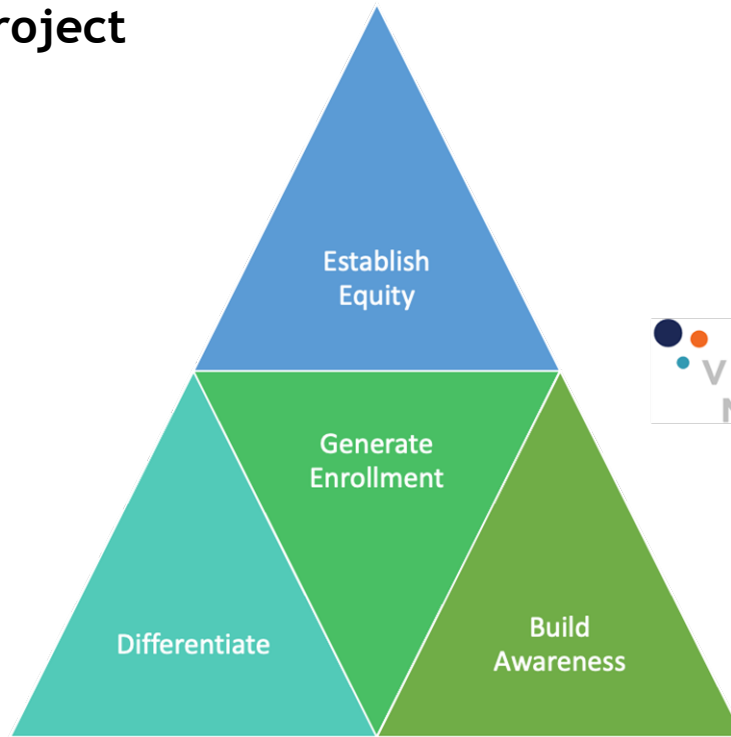 roject
Establish
Equity
Generate
Enrollment
Differentiate
Build
Awareness
V